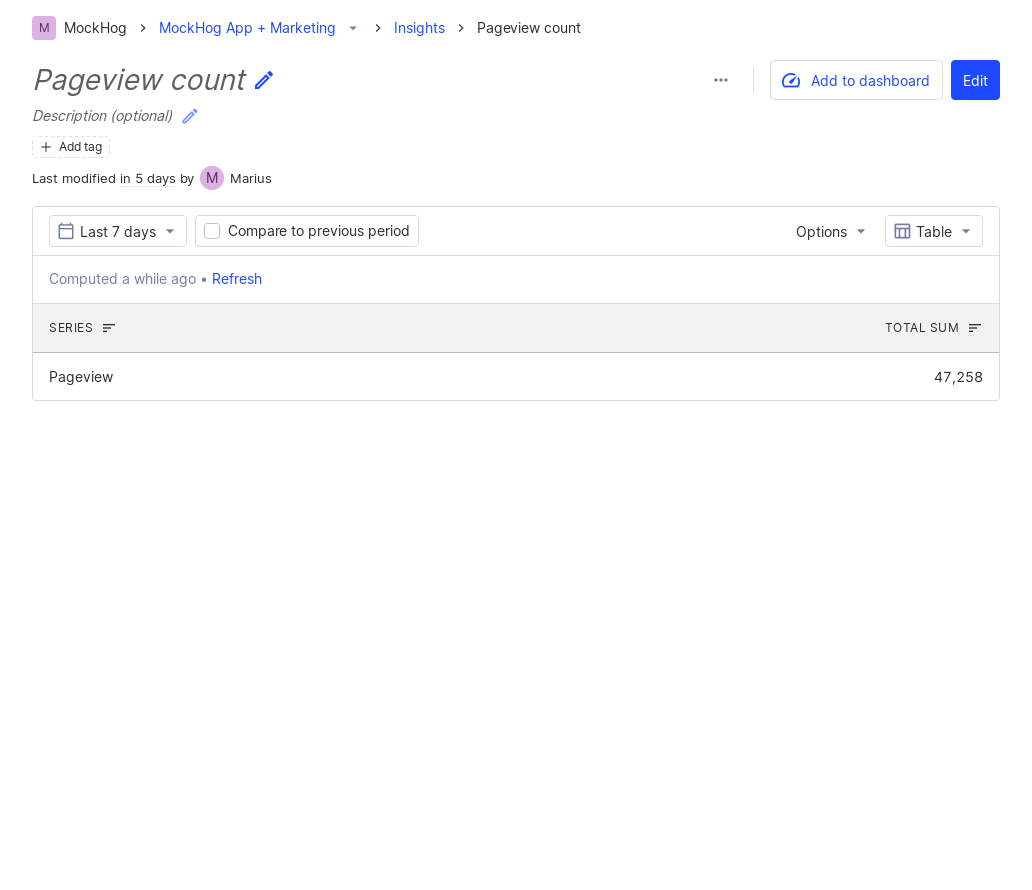 M MockHog MockHog App + Marketing Insights Pageview count
Pageview count
Add to dashboard Edit
Description (optional)
Add tag
Last modified in 5 days by M Marius
Last 7 days Compare to previous period Options Table
Computed a while ago • Refresh
SERIES TOTAL SUM
Pageview 47,258